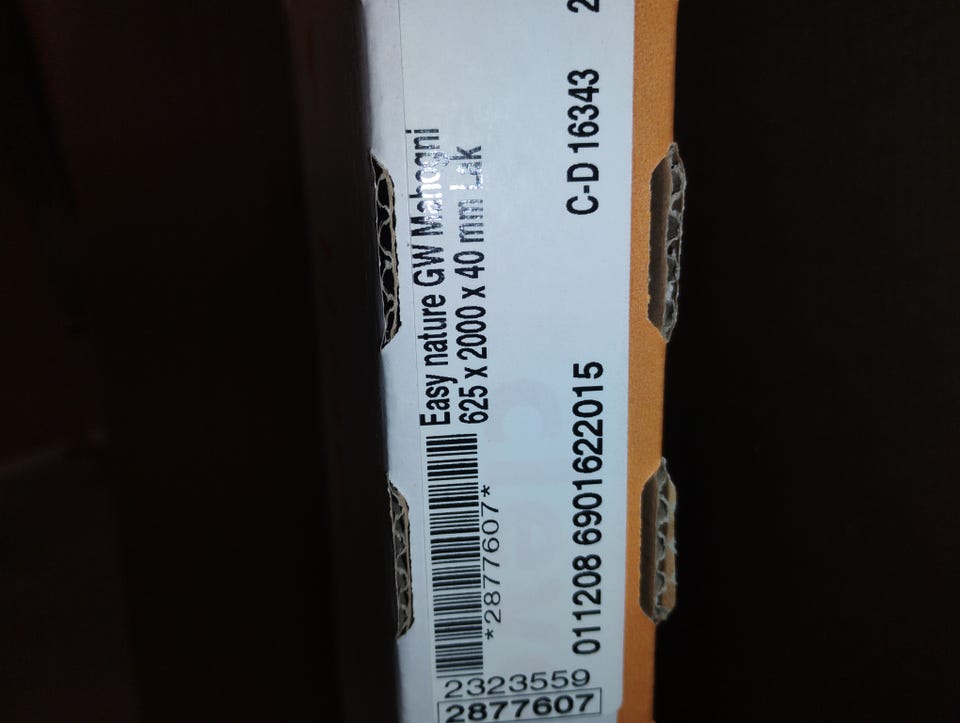 Easy nature GW Mahogni
625 x 2000 x 40 mm Lak
*2877607*
C-D 16343
011208 6901622015
2323559
2877607